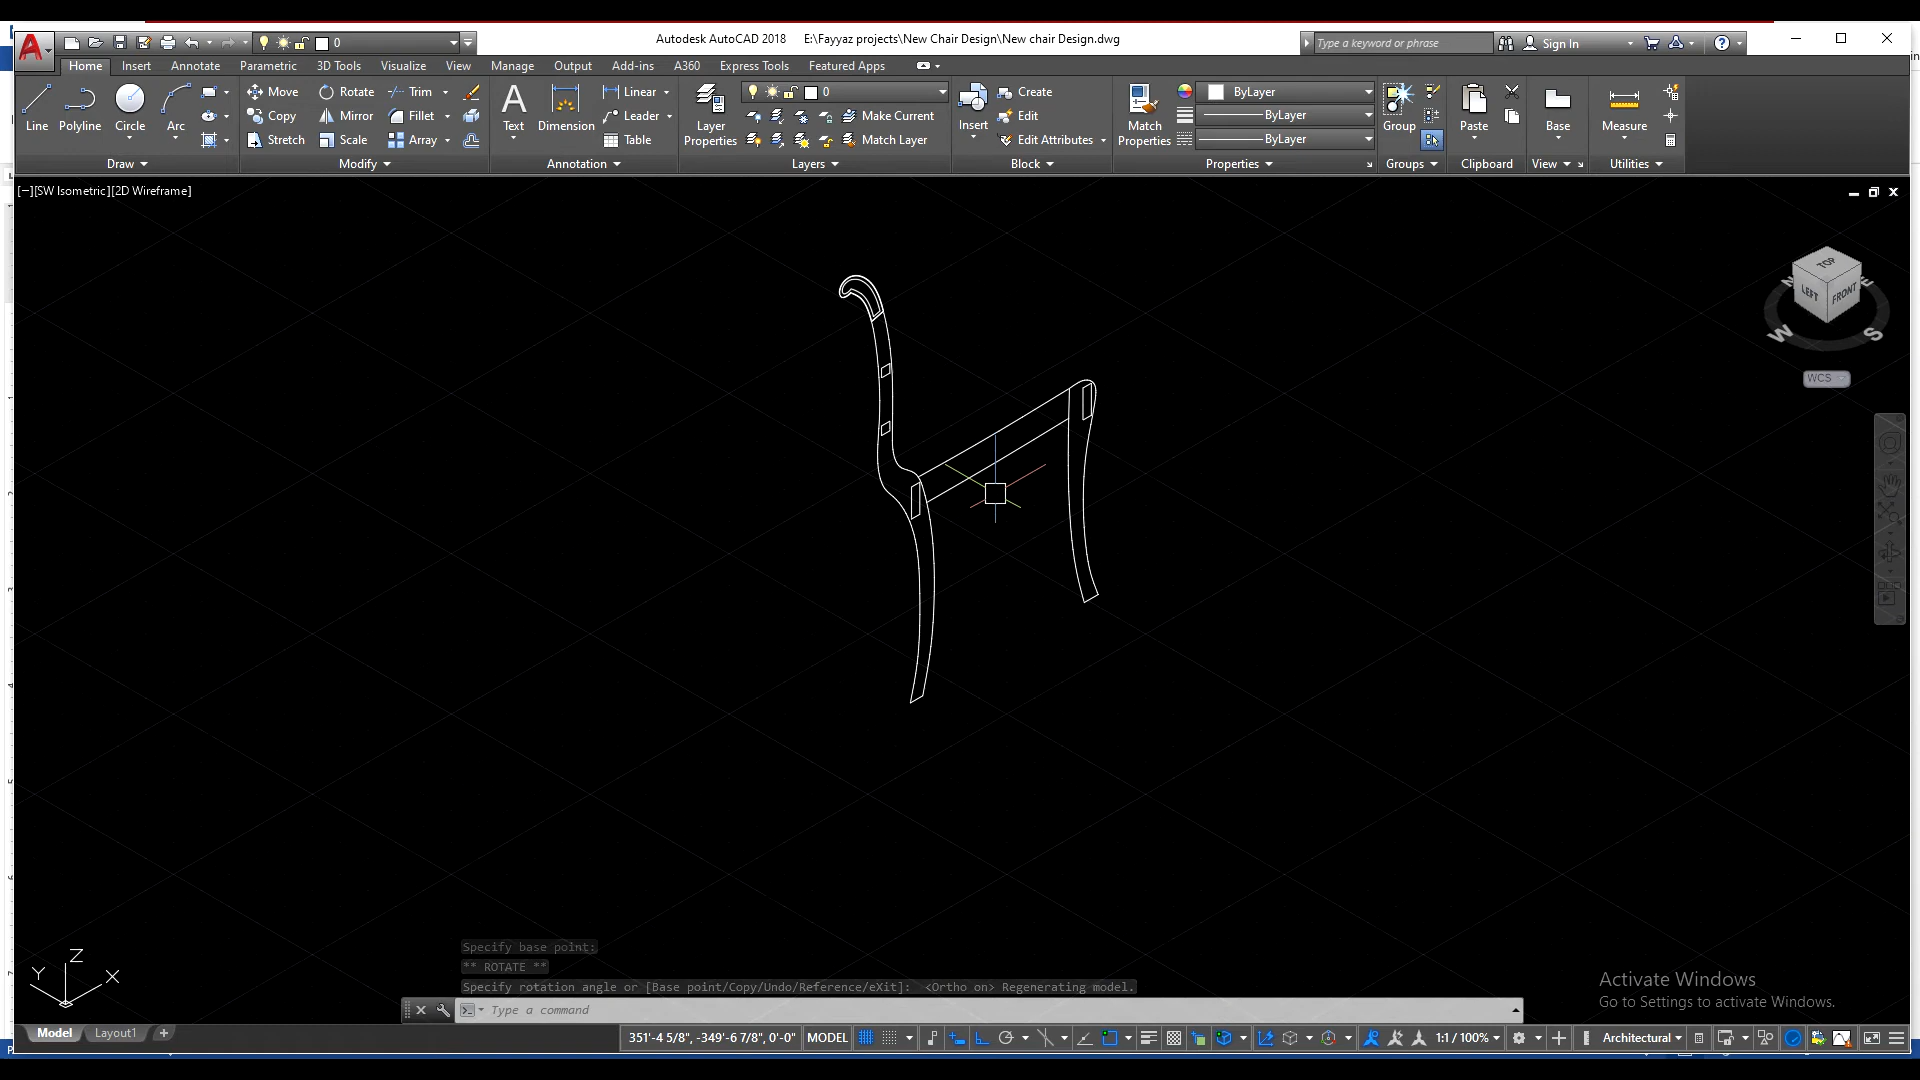 0
Autodesk AutoCAD 2018 E:\Fayyaz projects\New Chair Design\New chair Design.dwg
Type a keyword or phrase
Sign In
Home Insert Annotate Parametric 3D Tools Visualize View Manage Output Add-ins A360 Express Tools Featured Apps
Line Polyline Circle Arc
Move Rotate Trim
Copy Mirror Fillet
Stretch Scale Array
Text Dimension
Linear
Leader
Table
Layer Properties
0
Make Current
Match Layer
Insert
Create
Edit
Edit Attributes
Match Properties
ByLayer
ByLayer
ByLayer
Group
Paste
Base
Measure
Draw Modify Annotation Layers Block Properties Groups Clipboard View Utilities
[−][SW Isometric][2D Wireframe]
TOP
LEFT FRONT
W S
WCS
Z
Y X
Specify base point:
** ROTATE **
Specify rotation angle or [Base point/Copy/Undo/Reference/eXit]: <Ortho on> Regenerating model.
Type a command
Activate Windows
Go to Settings to activate Windows.
Model Layout1
351'-4 5/8", -349'-6 7/8", 0'-0" MODEL
1:1 / 100%
Architectural